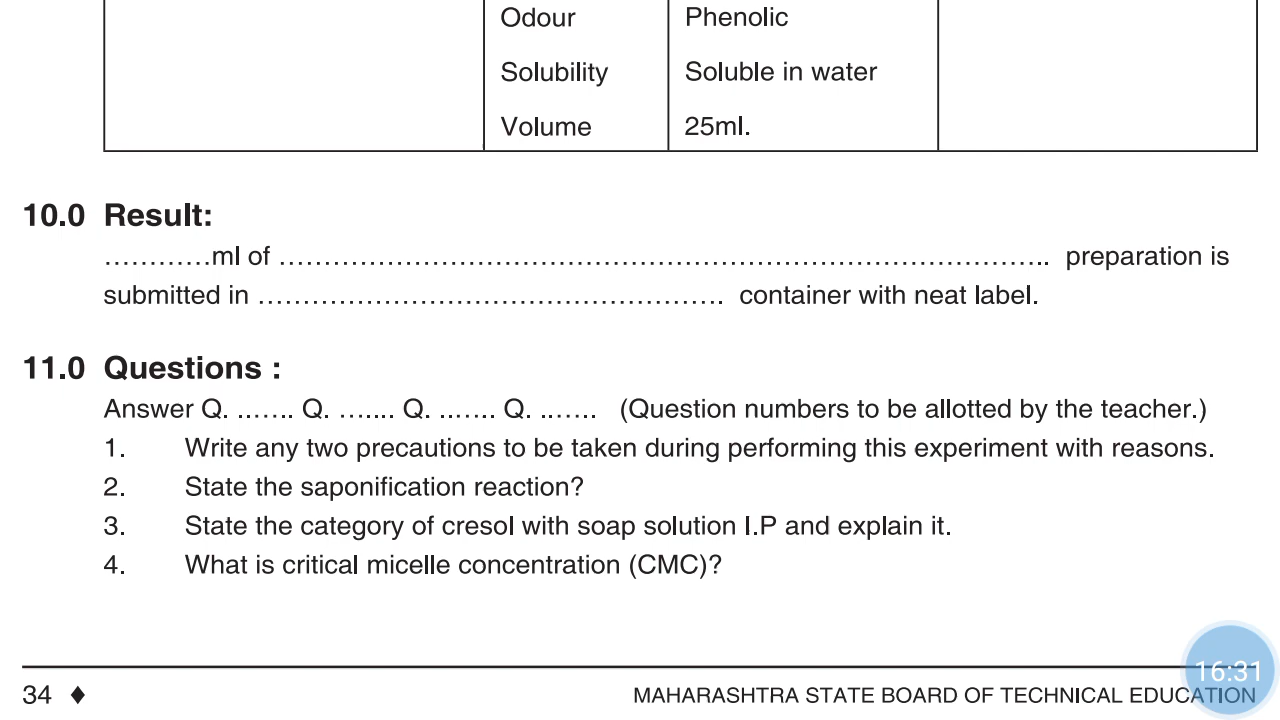 Odour Phenolic
Solubility Soluble in water
Volume 25ml.
10.0 Result:
............ml of ..................................................................................... preparation is
submitted in .................................................... container with neat label.
11.0 Questions :
Answer Q. ....... Q. ....... Q. ....... Q. ....... (Question numbers to be allotted by the teacher.)
1. Write any two precautions to be taken during performing this experiment with reasons.
2. State the saponification reaction?
3. State the category of cresol with soap solution I.P and explain it.
4. What is critical micelle concentration (CMC)?
16:31
34 ♦ MAHARASHTRA STATE BOARD OF TECHNICAL EDUCATION